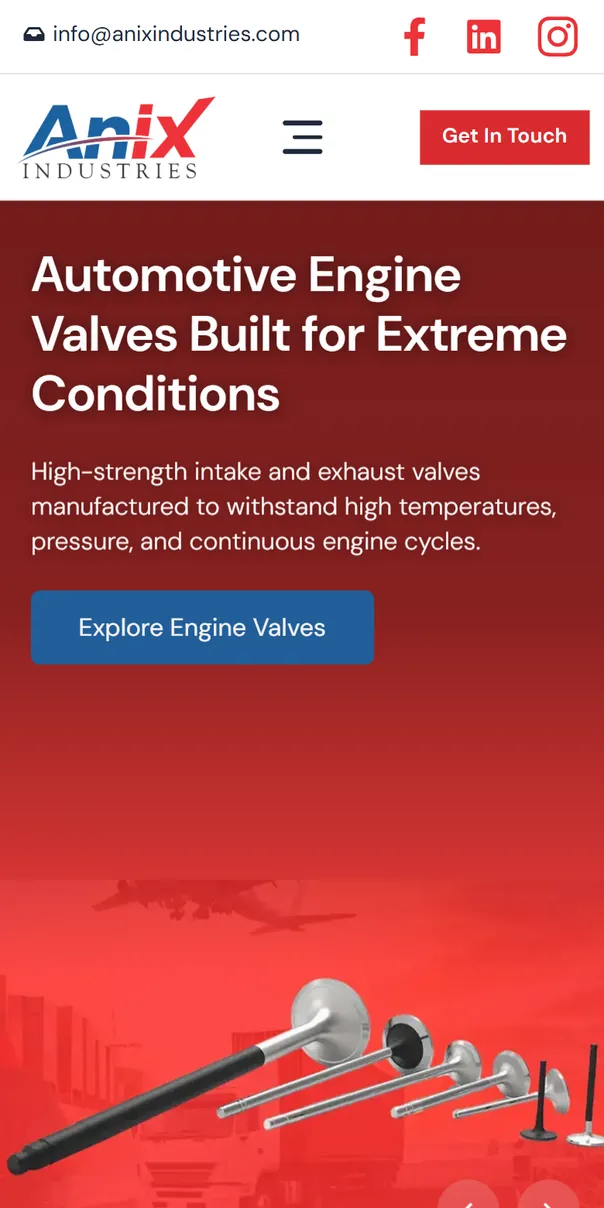 info@anixindustries.com
Anix
INDUSTRIES
Get In Touch
Automotive Engine
Valves Built for Extreme
Conditions
High-strength intake and exhaust valves
manufactured to withstand high temperatures,
pressure, and continuous engine cycles.
Explore Engine Valves